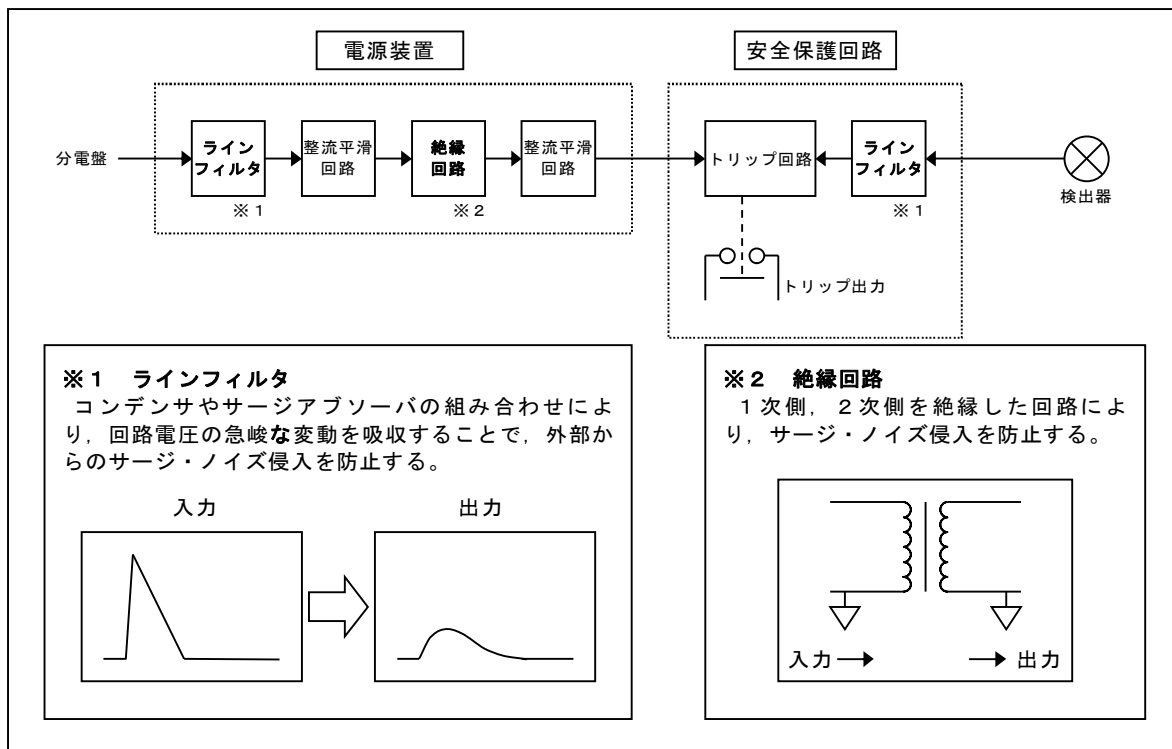 電源装置
安全保護回路
分電盤
ライン
フィルタ
※1
整流平滑
回路
絶縁
回路
※2
整流平滑
回路
トリップ回路
ライン
フィルタ
※1
検出器
トリップ出力
※1 ラインフィルタ
コンデンサやサージアブソーバの組み合わせによ
り,回路電圧の急峻な変動を吸収することで,外部か
らのサージ・ノイズ侵入を防止する。
入力
出力
※2 絶縁回路
1次側,2次側を絶縁した回路によ
り,サージ・ノイズ侵入を防止する。
入力
出力